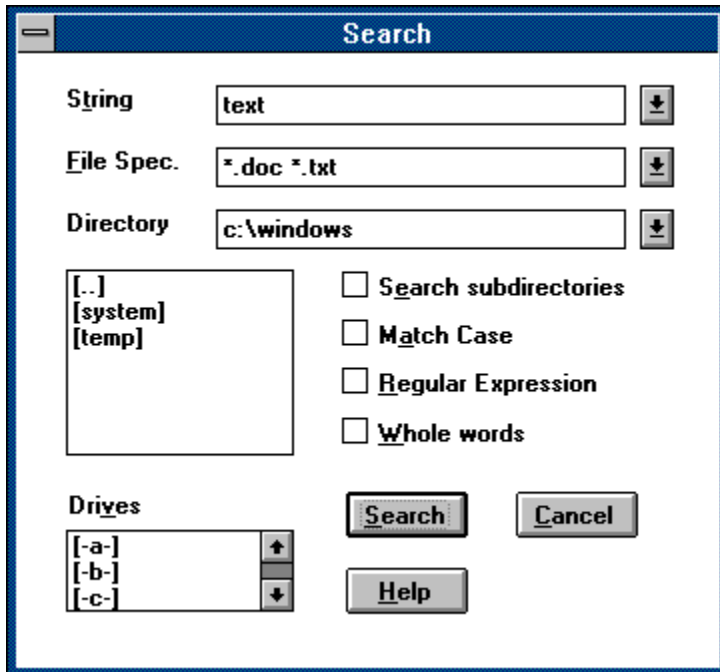 Search
String text
File Spec. *.doc *.txt
Directory c:\windows
[..]
[system]
[temp]
Search subdirectories
Match Case
Regular Expression
Whole words
Drives
[-a-]
[-b-]
[-c-]
Search Cancel
Help